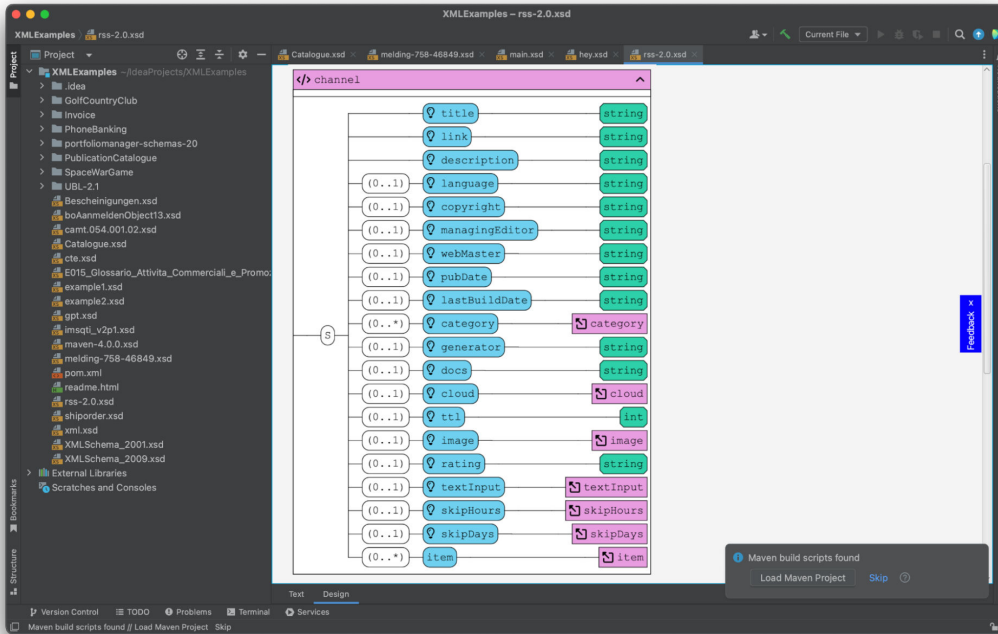 XMLExamples – rss-2.0.xsd
XMLExamples rss-2.0.xsd
Current File
Project
Project
Catalogue.xsd
melding-758-46849.xsd
main.xsd
hey.xsd
rss-2.0.xsd
XMLExamples ~/IdeaProjects/XMLExamples
.idea
GolfCountryClub
Invoice
PhoneBanking
portfoliomanager-schemas-20
PublicationCatalogue
SpaceWarGame
UBL-2.1
Bescheinigungen.xsd
boAanmeldenObject13.xsd
camt.054.001.02.xsd
Catalogue.xsd
cte.xsd
E015_Glossario_Attivita_Commerciali_e_Promo
example1.xsd
example2.xsd
gpt.xsd
imsqti_v2p1.xsd
maven-4.0.0.xsd
melding-758-46849.xsd
pom.xml
readme.html
rss-2.0.xsd
shiporder.xsd
xml.xsd
XMLSchema_2001.xsd
XMLSchema_2009.xsd
External Libraries
Scratches and Consoles
Bookmarks
Structure
</> channel
S
title string
link string
description string
(0..1) language string
(0..1) copyright string
(0..1) managingEditor string
(0..1) webMaster string
(0..1) pubDate string
(0..1) lastBuildDate string
(0..*) category category
(0..1) generator string
(0..1) docs string
(0..1) cloud cloud
(0..1) ttl int
(0..1) image image
(0..1) rating string
(0..1) textInput textInput
(0..1) skipHours skipHours
(0..1) skipDays skipDays
(0..*) item item
Feedback x
Maven build scripts found
Load Maven Project Skip
Text Design
Version Control TODO Problems Terminal Services
Maven build scripts found // Load Maven Project Skip